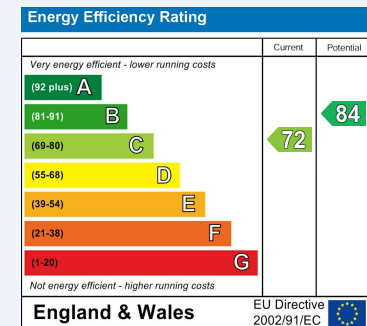 Energy Efficiency Rating
Current Potential
Very energy efficient - lower running costs
(92 plus) A
(81-91) B
84
(69-80) C
72
(55-68) D
(39-54) E
(21-38) F
(1-20) G
Not energy efficient - higher running costs
England & Wales
EU Directive
2002/91/EC